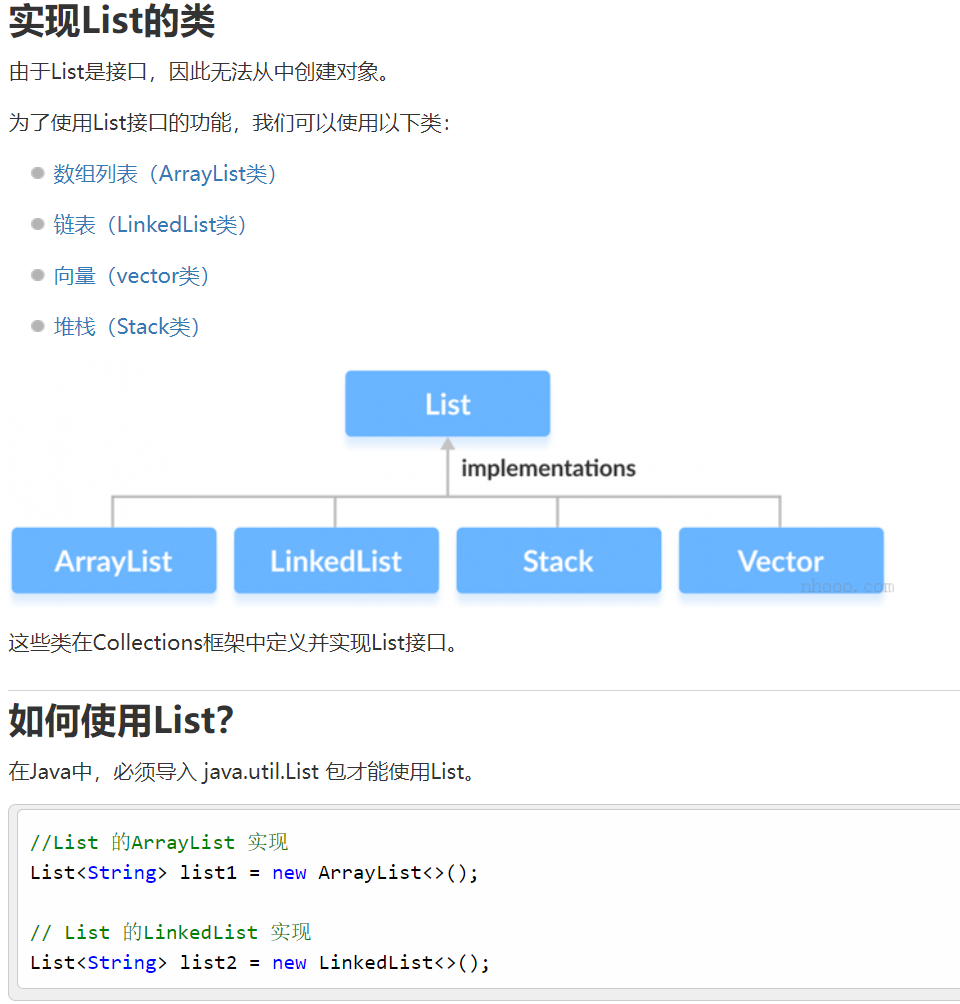 实现List的类
由于List是接口，因此无法从中创建对象。
为了使用List接口的功能，我们可以使用以下类：
数组列表（ArrayList类）
链表（LinkedList类）
向量（vector类）
堆栈（Stack类）
List
implementations
ArrayList LinkedList Stack Vector
nhooo.com
这些类在Collections框架中定义并实现List接口。
如何使用List？
在Java中，必须导入 java.util.List 包才能使用List。
//List 的ArrayList 实现
List<String> list1 = new ArrayList<>();
// List 的LinkedList 实现
List<String> list2 = new LinkedList<>();